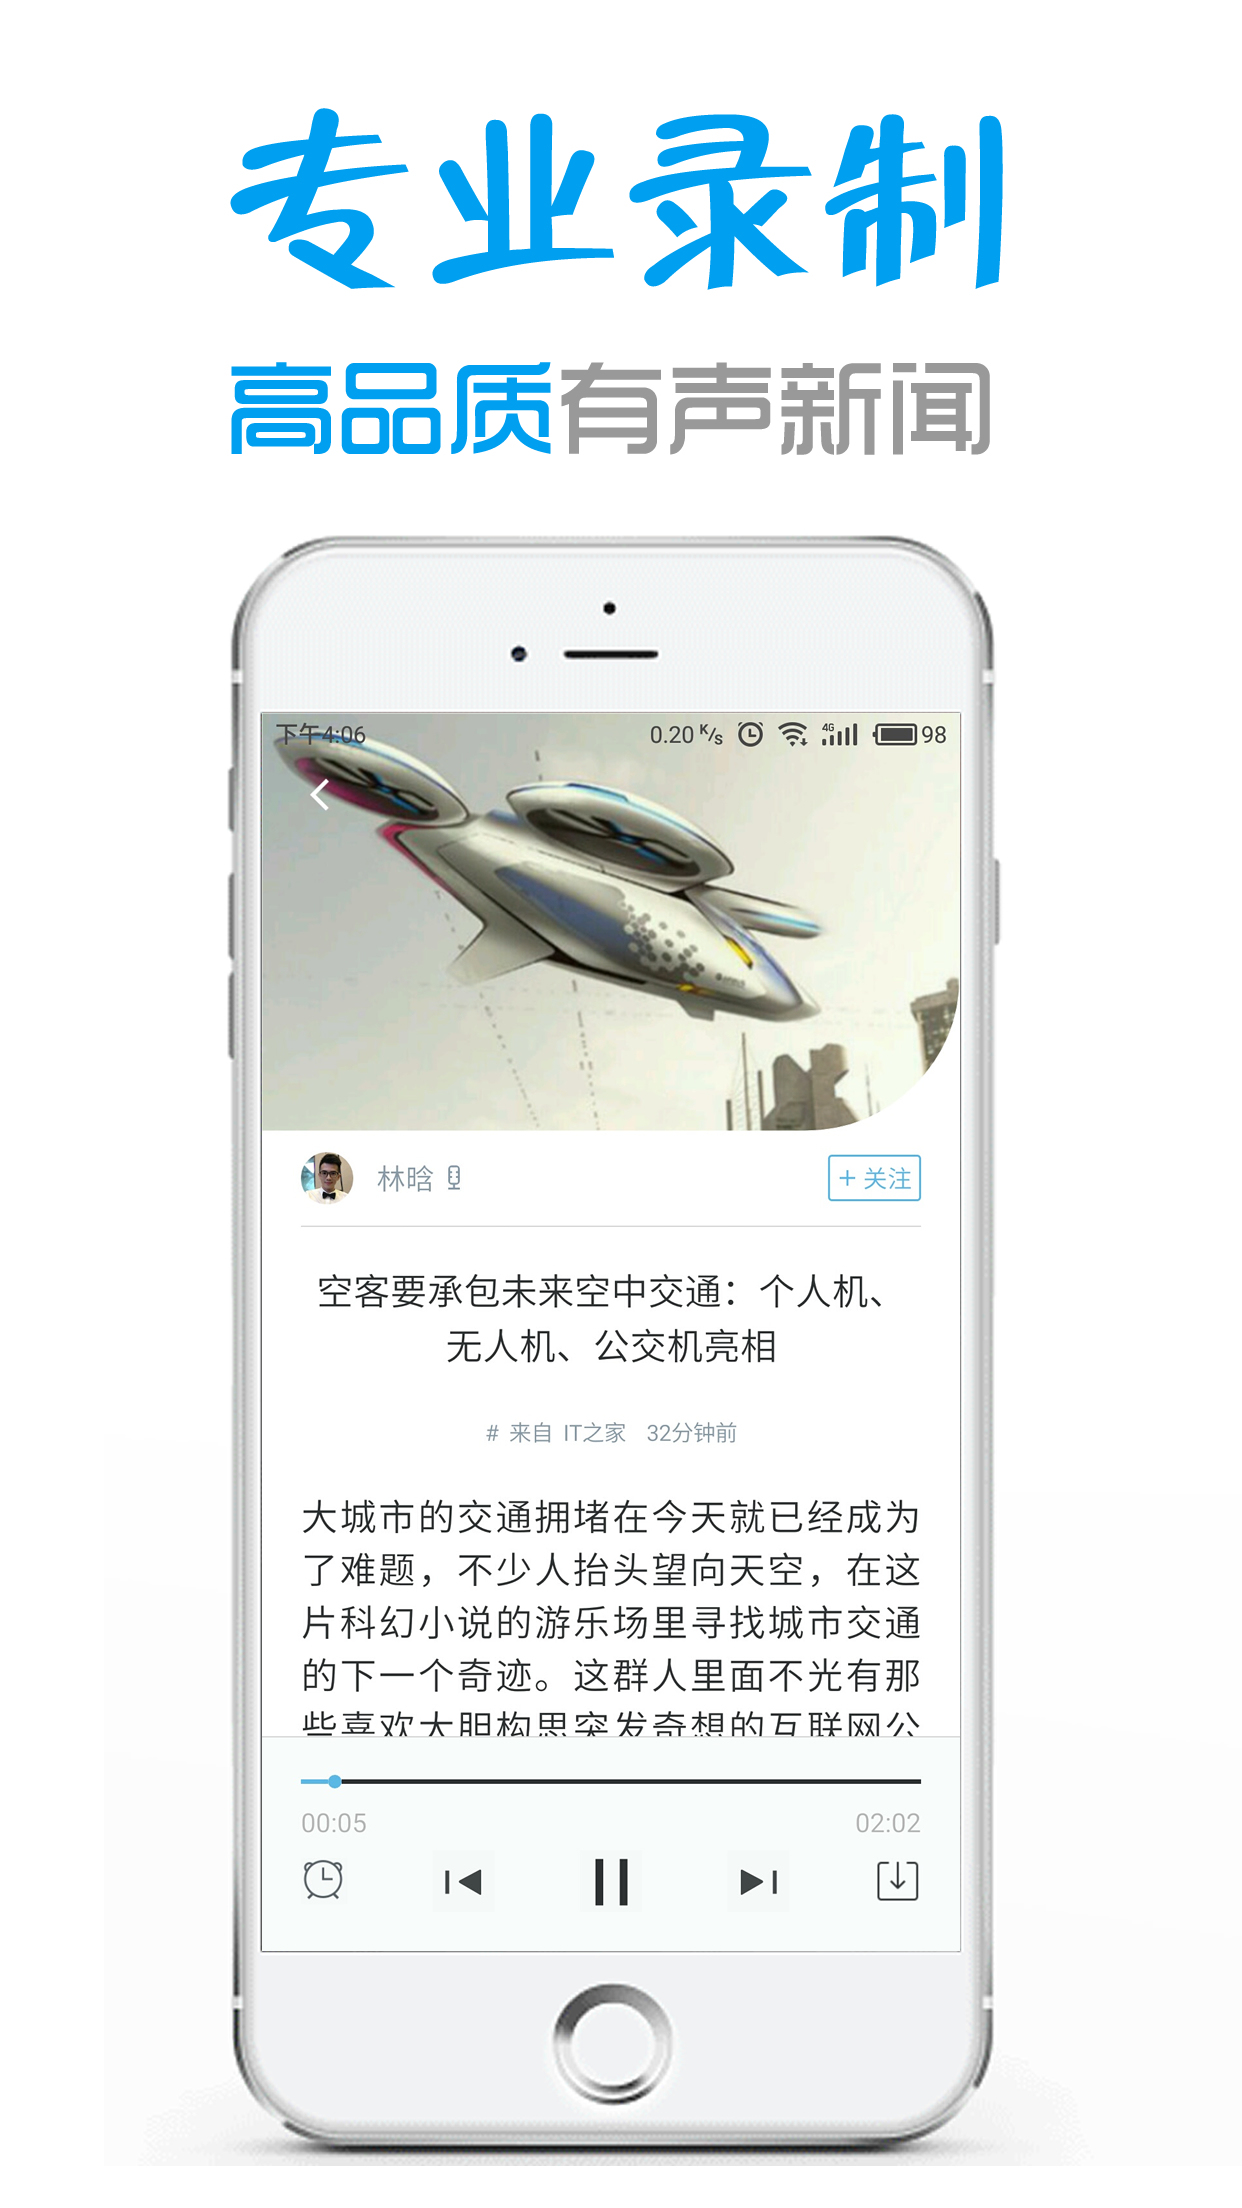 专业录制
高品质有声新闻
下午4:06 0.20 K/s 4G 98
林晗 + 关注
空客要承包未来空中交通：个人机、
无人机、公交机亮相
# 来自 IT之家 32分钟前
大城市的交通拥堵在今天就已经成为
了难题，不少人抬头望向天空，在这
片科幻小说的游乐场里寻找城市交通
的下一个奇迹。这群人里面不光有那
些喜欢大胆构思突发奇想的互联网公
00:05 02:02